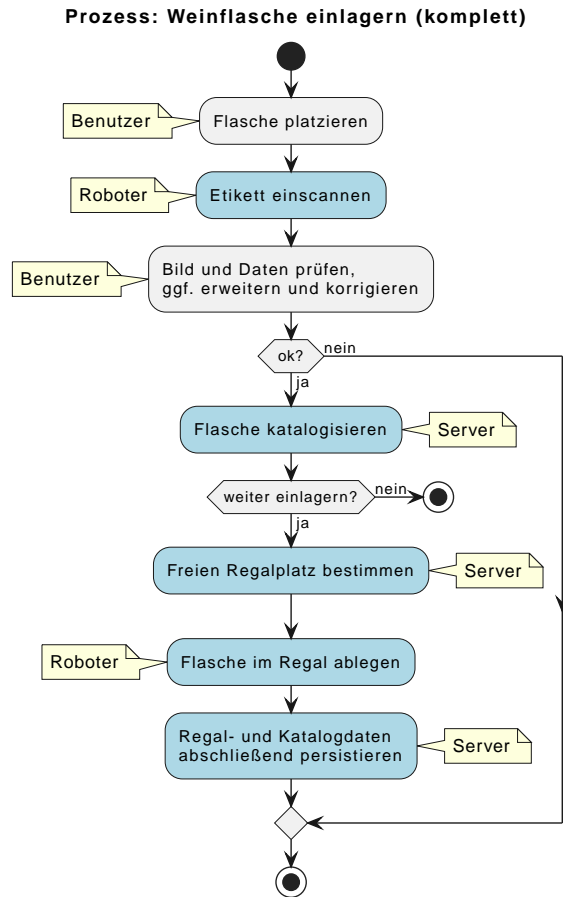 Prozess: Weinflasche einlagern (komplett)
Benutzer
Flasche platzieren
Roboter
Etikett einscannen
Benutzer
Bild und Daten prüfen,
ggf. erweitern und korrigieren
ok?
nein
ja
Flasche katalogisieren
Server
weiter einlagern?
nein
ja
Freien Regalplatz bestimmen
Server
Roboter
Flasche im Regal ablegen
Regal- und Katalogdaten
abschließend persistieren
Server